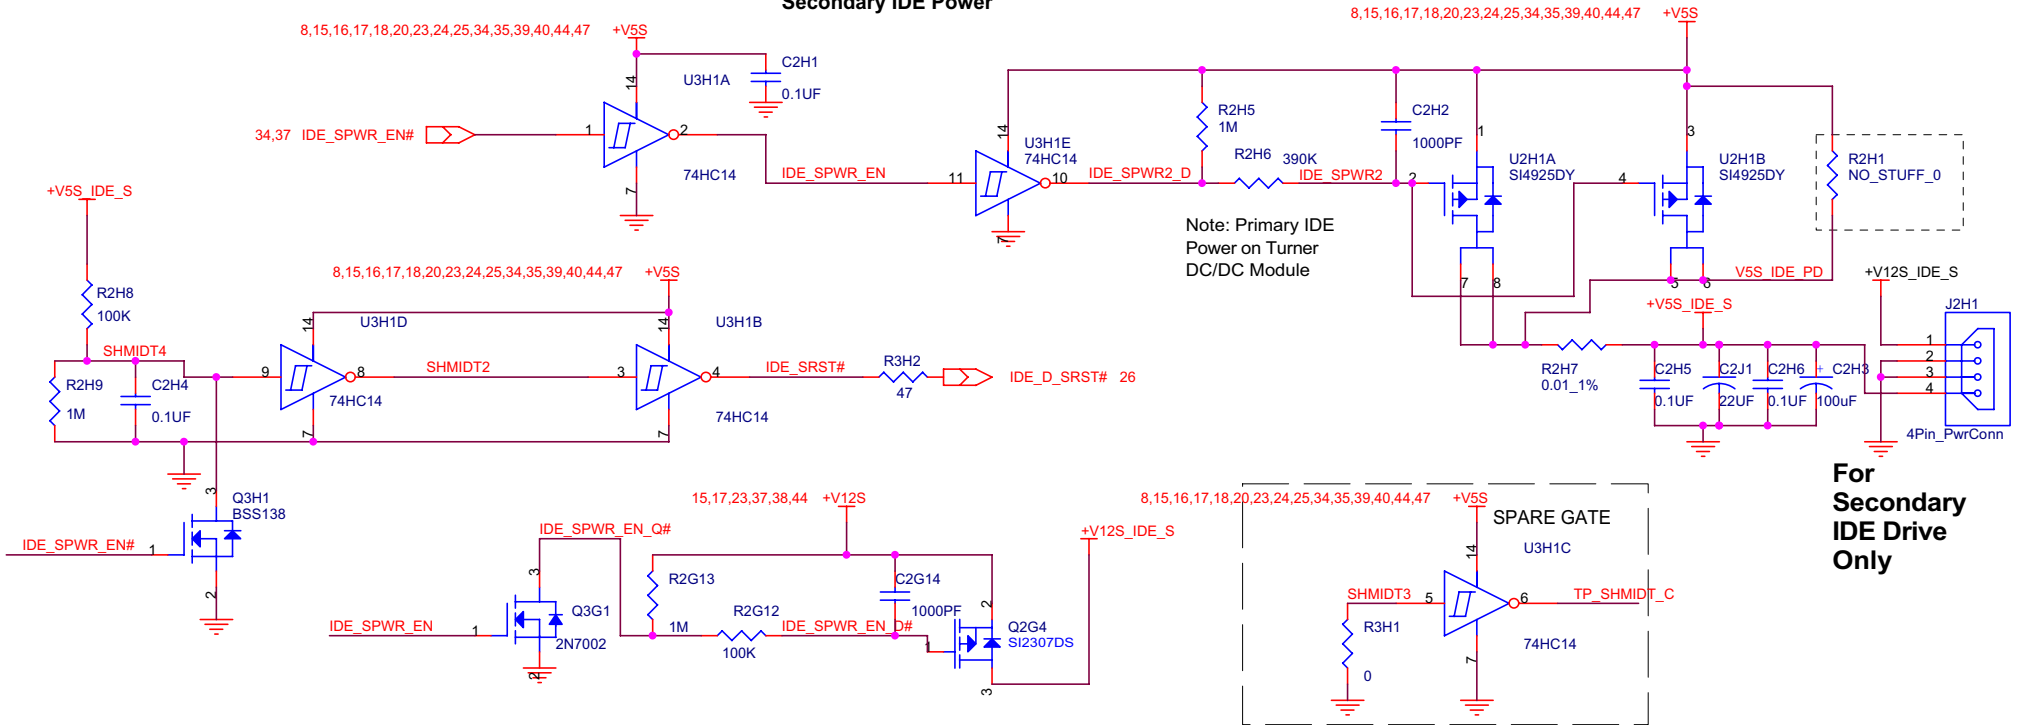 Secondary IDE Power
8,15,16,17,18,20,23,24,25,34,35,39,40,44,47 +V5S
C2H1
0.1UF
14
U3H1A
34,37 IDE_SPWR_EN#
1
2
74HC14
7
IDE_SPWR_EN
8,15,16,17,18,20,23,24,25,34,35,39,40,44,47 +V5S
14
U3H1E
74HC14
11
10
7
IDE_SPWR2_D
R2H5
1M
R2H6
390K
IDE_SPWR2
C2H2
1000PF
1
2
U2H1A
SI4925DY
7
8
3
4
U2H1B
SI4925DY
5
6
R2H1
NO_STUFF_0
V5S_IDE_PD
Note: Primary IDE
Power on Turner
DC/DC Module
+V5S_IDE_S
R2H8
100K
SHMIDT4
R2H9
1M
C2H4
0.1UF
8,15,16,17,18,20,23,24,25,34,35,39,40,44,47 +V5S
14
U3H1D
9
8
74HC14
7
SHMIDT2
14
U3H1B
3
4
74HC14
7
IDE_SRST#
R3H2
47
IDE_D_SRST# 26
+V5S_IDE_S
R2H7
0.01_1%
C2H5
0.1UF
C2J1
22UF
C2H6
0.1UF
+
C2H3
100uF
+V12S_IDE_S
J2H1
1
2
3
4
4Pin_PwrConn
For
Secondary
IDE Drive
Only
3
Q3H1
BSS138
IDE_SPWR_EN#
1
2
IDE_SPWR_EN_Q#
3
IDE_SPWR_EN
1
Q3G1
2N7002
2
15,17,23,37,38,44 +V12S
R2G13
1M
R2G12
100K
C2G14
1000PF
IDE_SPWR_EN_D#
2
1
Q2G4
SI2307DS
3
+V12S_IDE_S
8,15,16,17,18,20,23,24,25,34,35,39,40,44,47 +V5S
SPARE GATE
14
U3H1C
SHMIDT3
5
6
TP_SHMIDT_C
74HC14
7
R3H1
0